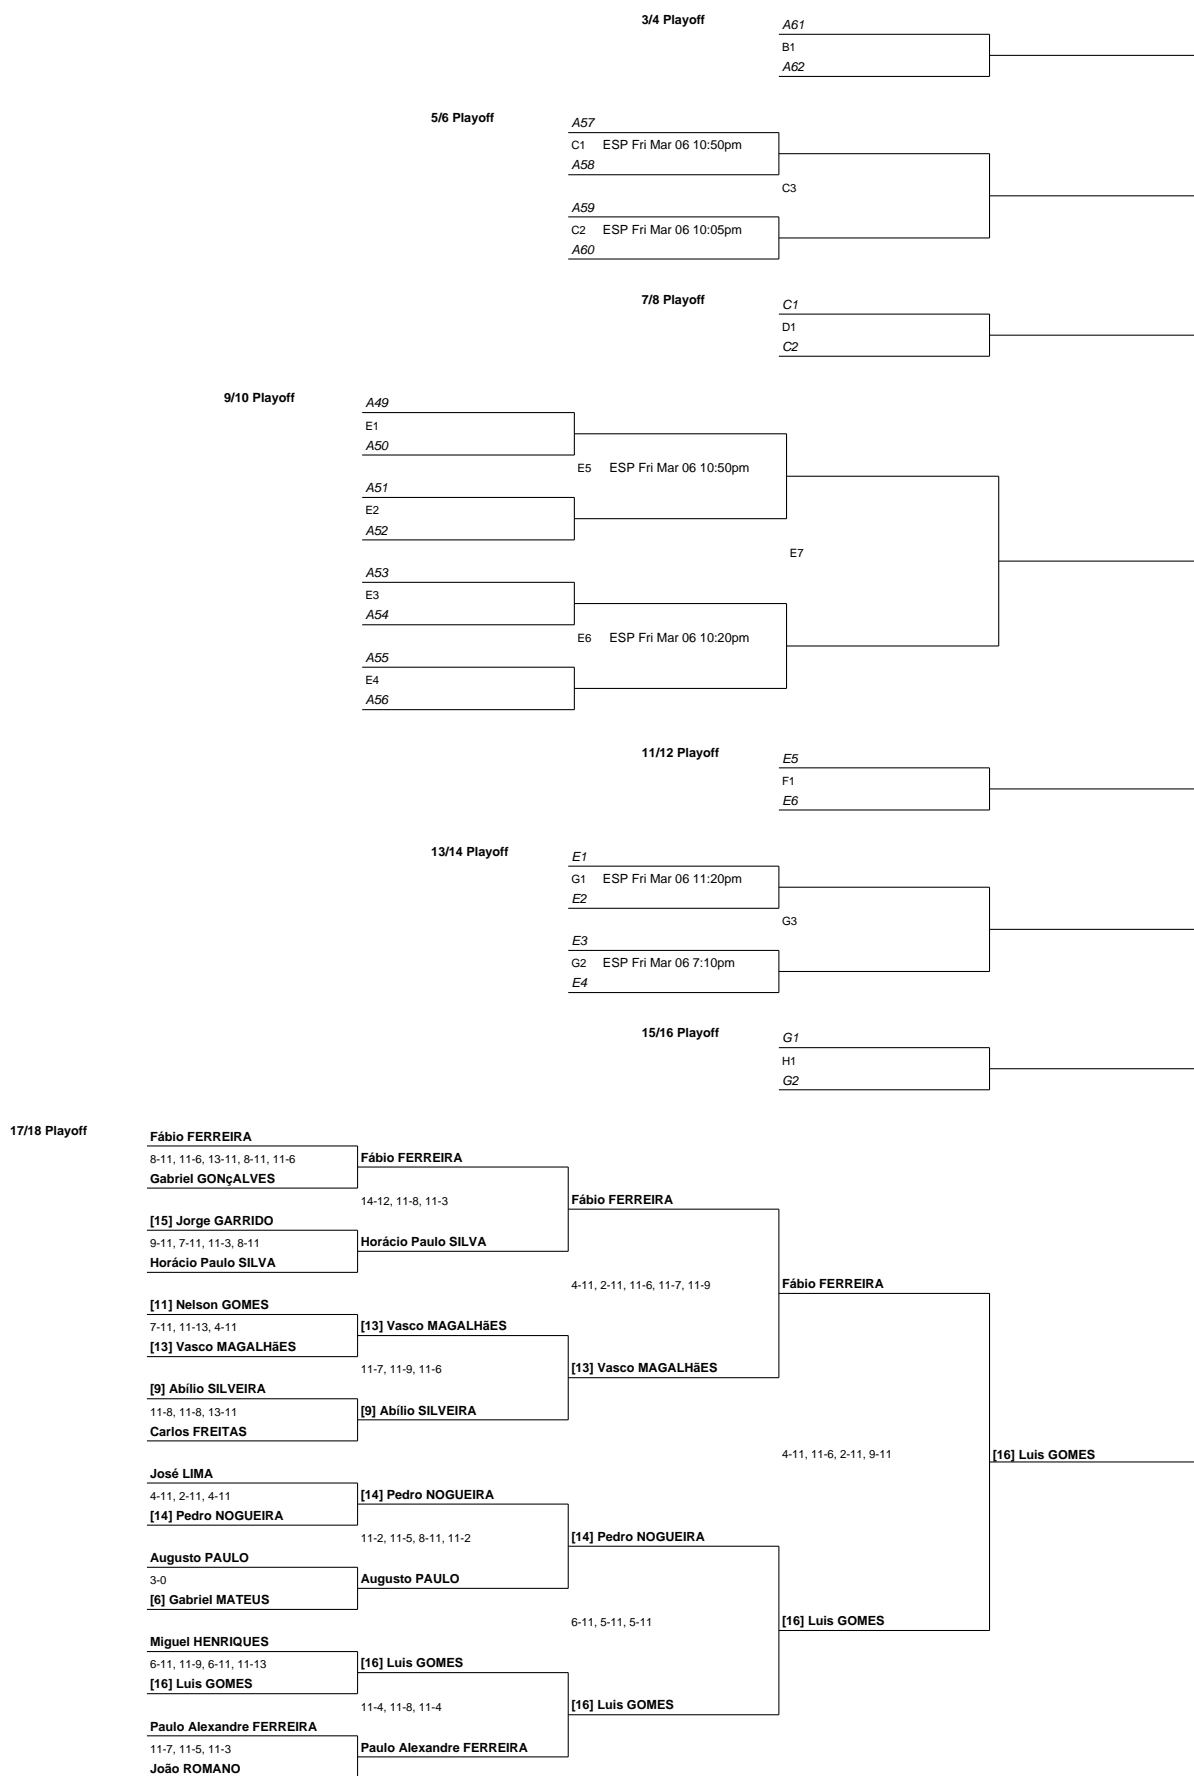 3/4 Playoff
A61
B1
A62
5/6 Playoff
A57
C1 ESP Fri Mar 06 10:50pm
A58
C3
A59
C2 ESP Fri Mar 06 10:05pm
A60
7/8 Playoff
C1
D1
C2
9/10 Playoff
A49
E1
A50
E5 ESP Fri Mar 06 10:50pm
A51
E2
A52
E7
A53
E3
A54
E6 ESP Fri Mar 06 10:20pm
A55
E4
A56
11/12 Playoff
E5
F1
E6
13/14 Playoff
E1
G1 ESP Fri Mar 06 11:20pm
E2
G3
E3
G2 ESP Fri Mar 06 7:10pm
E4
15/16 Playoff
G1
H1
G2
17/18 Playoff
Fábio FERREIRA
8-11, 11-6, 13-11, 8-11, 11-6
Gabriel GONçALVES
Fábio FERREIRA
14-12, 11-8, 11-3
[15] Jorge GARRIDO
9-11, 7-11, 11-3, 8-11
Horácio Paulo SILVA
Horácio Paulo SILVA
Fábio FERREIRA
4-11, 2-11, 11-6, 11-7, 11-9
[11] Nelson GOMES
7-11, 11-13, 4-11
[13] Vasco MAGALHãES
[13] Vasco MAGALHãES
11-7, 11-9, 11-6
[13] Vasco MAGALHãES
[9] Abílio SILVEIRA
11-8, 11-8, 13-11
Carlos FREITAS
[9] Abílio SILVEIRA
Fábio FERREIRA
4-11, 11-6, 2-11, 9-11
[16] Luis GOMES
José LIMA
4-11, 2-11, 4-11
[14] Pedro NOGUEIRA
[14] Pedro NOGUEIRA
11-2, 11-5, 8-11, 11-2
[14] Pedro NOGUEIRA
Augusto PAULO
3-0
[6] Gabriel MATEUS
Augusto PAULO
6-11, 5-11, 5-11
[16] Luis GOMES
Miguel HENRIQUES
6-11, 11-9, 6-11, 11-13
[16] Luis GOMES
[16] Luis GOMES
11-4, 11-8, 11-4
[16] Luis GOMES
Paulo Alexandre FERREIRA
11-7, 11-5, 11-3
João ROMANO
Paulo Alexandre FERREIRA